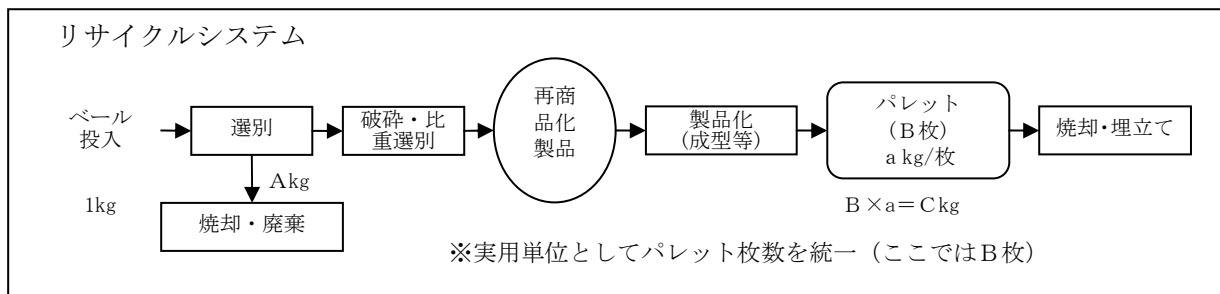 リサイクルシステム
ベール
投入
1kg
選別
Ａkg
焼却・廃棄
破砕・比
重選別
再商
品化
製品
製品化
(成型等)
パレット
(Ｂ枚)
ａkg/枚
Ｂ×ａ＝Ｃkg
焼却・埋立て
※実用単位としてパレット枚数を統一（ここではＢ枚）